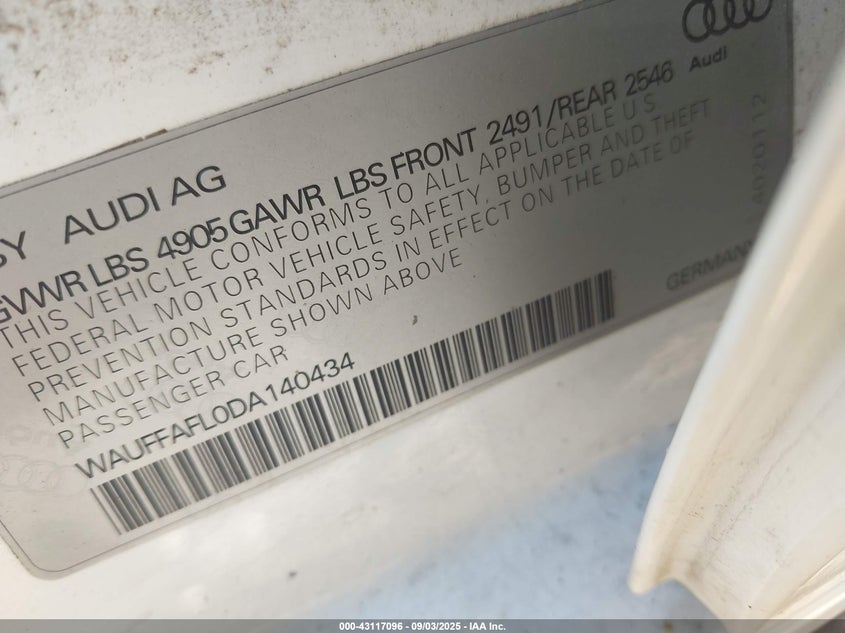 Audi
BY AUDI AG
GVWR LBS 4905 GAWR LBS FRONT 2491/REAR 2546
THIS VEHICLE CONFORMS TO ALL APPLICABLE U S
FEDERAL MOTOR VEHICLE SAFETY, BUMPER AND THEFT
PREVENTION STANDARDS IN EFFECT ON THE DATE OF
MANUFACTURE SHOWN ABOVE
PASSENGER CAR
WAUFFAFL0DA140434
GERMANY
000-43117096 - 09/03/2025 - IAA Inc.